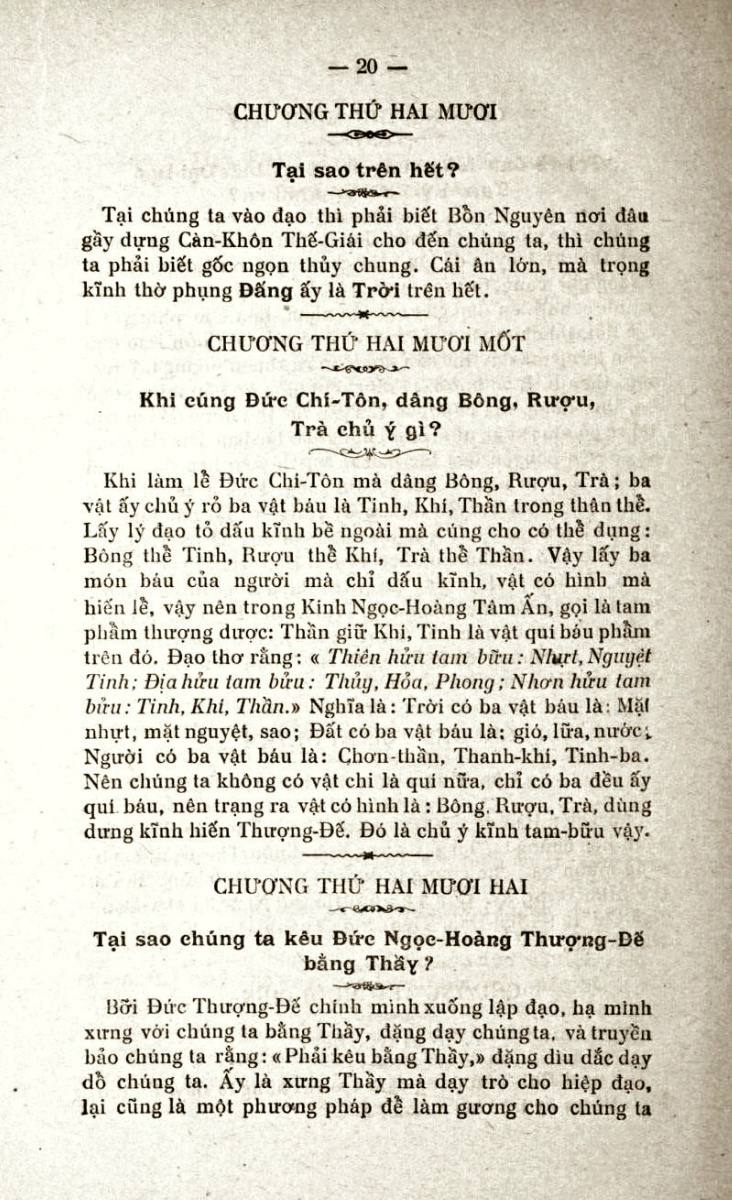 — 20 —
CHƯƠNG THỨ HAI MƯƠI
Tại sao trên hết?
Tại chúng ta vào đạo thì phải biết Bổn Nguyên nơi đâu
gầy dựng Càn-Khôn Thế-Giái cho đến chúng ta, thì chúng
ta phải biết gốc ngọn thủy chung. Cái ân lớn, mà trọng
kỉnh thờ phụng Đấng ấy là Trời trên hết.
CHƯƠNG THỨ HAI MƯƠI MỐT
Khi cúng Đức Chí-Tôn, dâng Bông, Rượu,
Trà chủ ý gì?
Khi làm lễ Đức Chí-Tôn mà dâng Bông, Rượu, Trà; ba
vật ấy chủ ý rỏ ba vật báu là Tinh, Khí, Thần trong thân thể.
Lấy lý đạo tỏ dấu kỉnh bề ngoài mà cúng cho có thể dụng:
Bông thể Tinh, Rượu thể Khí, Trà thể Thần. Vậy lấy ba
món báu của người mà chỉ dấu kỉnh, vật có hình mà
hiến lễ, vậy nên trong Kinh Ngọc-Hoàng Tâm Ấn, gọi là tam
phẩm thượng dược: Thần giữ Khí, Tinh là vật quí báu phẩm
trên đó. Đạo thơ rằng: « Thiên hửu tam bữu: Nhựt, Nguyệt
Tinh; Địa hửu tam bửu: Thủy, Hỏa, Phong; Nhơn hửu tam
bửu: Tinh, Khí, Thần.» Nghĩa là: Trời có ba vật báu là: Mặt
nhựt, mặt nguyệt, sao; Đất có ba vật báu là: gió, lữa, nước;
Người có ba vật báu là: Chơn-thần, Thanh-khí, Tinh-ba.
Nên chúng ta không có vật chi là quí nữa, chỉ có ba đều ấy
quí báu, nên trạng ra vật có hình là: Bông, Rượu, Trà, dùng
dưng kỉnh hiến Thượng-Đế. Đó là chủ ý kỉnh tam-bữu vậy.
CHƯƠNG THỨ HAI MƯƠI HAI
Tại sao chúng ta kêu Đức Ngọc-Hoàng Thượng-Đế
bằng Thầy?
Bỡi Đức Thượng-Đế chính mình xuống lập đạo, hạ mình
xưng với chúng ta bằng Thầy, đặng dạy chúng ta, và truyền
bảo chúng ta rằng: «Phải kêu bằng Thầy,» đặng dìu dắc dạy
dổ chúng ta. Ấy là xưng Thầy mà dạy trò cho hiệp đạo,
lại cũng là một phương pháp để làm gương cho chúng ta